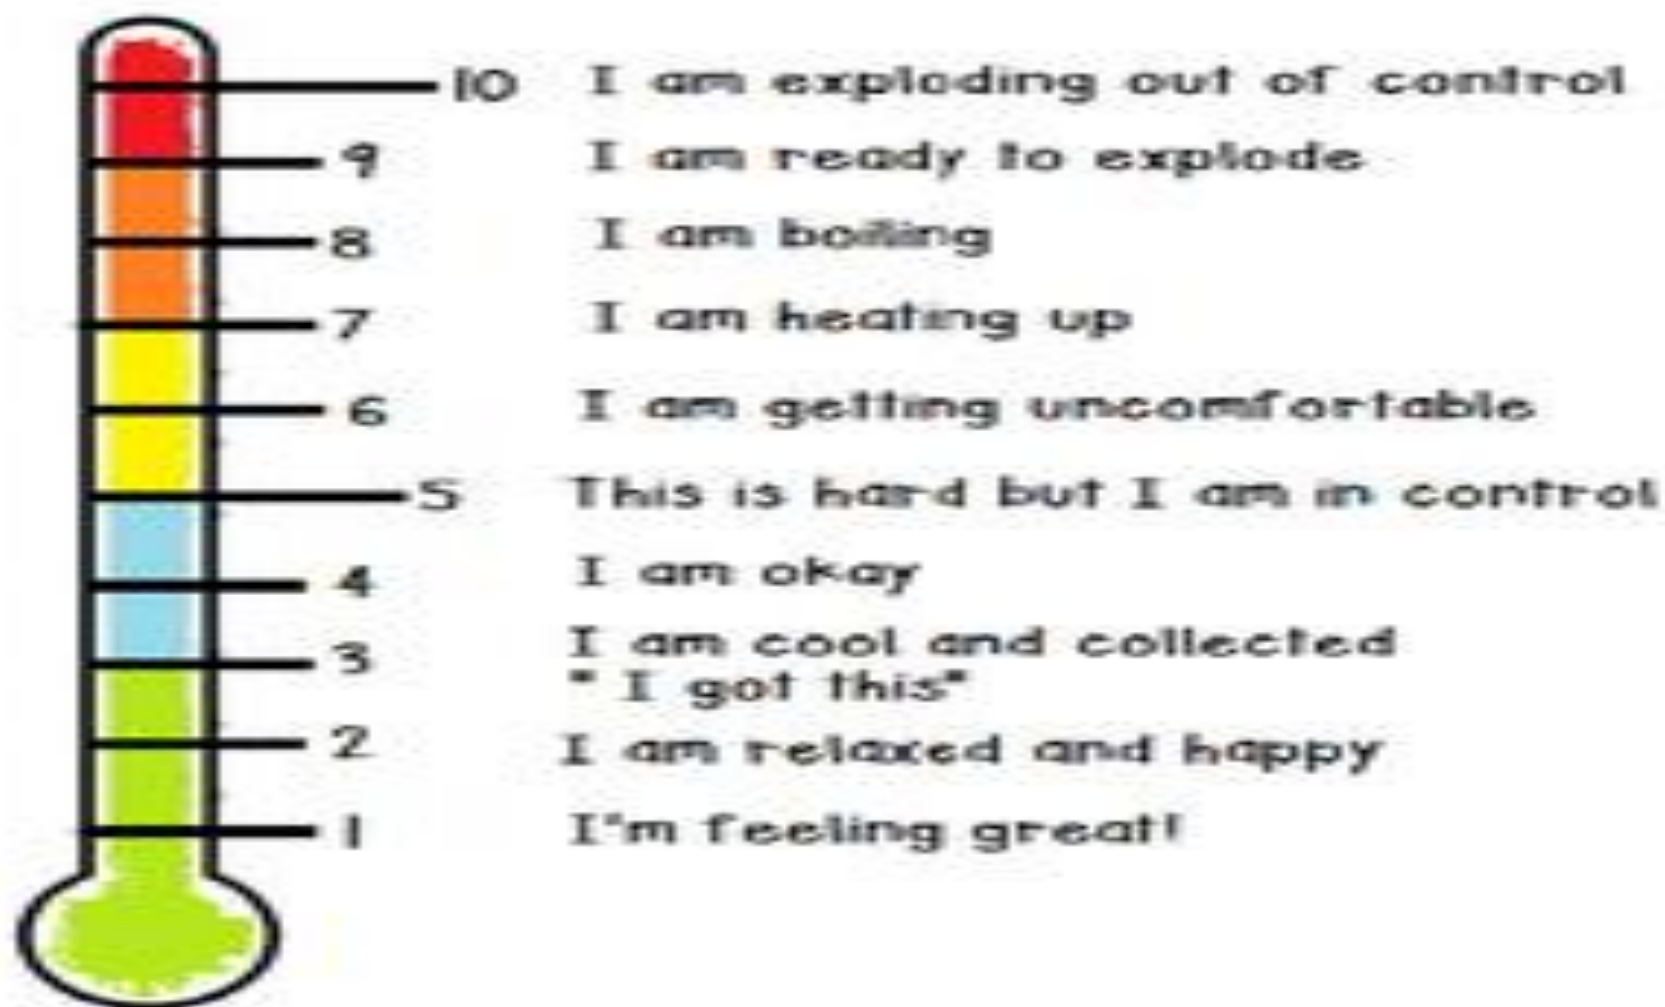 10 I am exploding out of control
9 I am ready to explode
8 I am boiling
7 I am heating up
6 I am getting uncomfortable
5 This is hard but I am in control
4 I am okay
3 I am cool and collected
" I got this"
2 I am relaxed and happy
1 I'm feeling great!